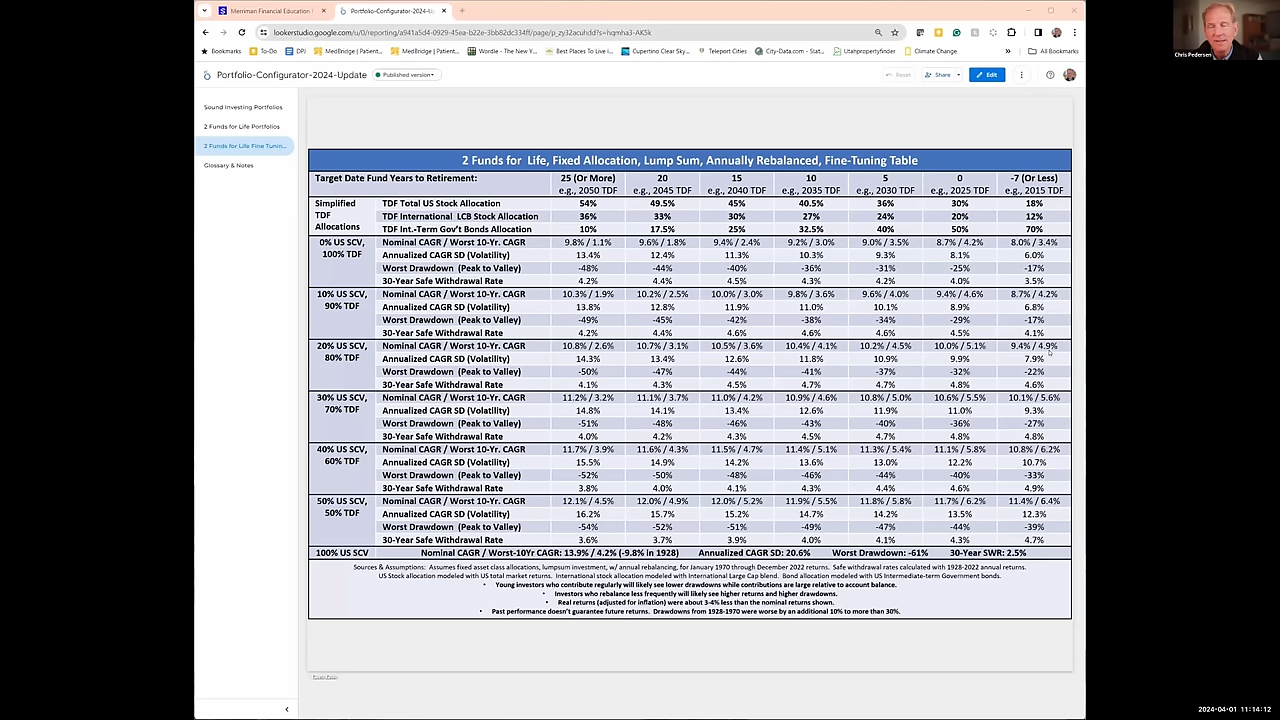 Merriman Financial Education
Portfolio-Configurator-2024-Up
lookerstudio.google.com/u/0/reporting/a941a5d4-0929-45ea-b226-3bb82dc334ff/page/p_zy32acuhdd?s=hqmha3-AK5k
Bookmarks To-Do DPJ MedBridge | Patient... MedBridge | Patient... Wordle - The New Y... Best Places To Live i... Cupertino Clear Sky... Teleport Cities City-Data.com - Stat... Utahpropertyfinder Climate Change All Bookmarks
Portfolio-Configurator-2024-Update Published version Reset Share Edit
Chris Pedersen
Sound Investing Portfolios
2 Funds for Life Portfolios
2 Funds for Life Fine Tunin...
Glossary & Notes
2 Funds for Life, Fixed Allocation, Lump Sum, Annually Rebalanced, Fine-Tuning Table
Target Date Fund Years to Retirement: 25 (Or More) 20 15 10 5 0 -7 (Or Less)
e.g., 2050 TDF e.g., 2045 TDF e.g., 2040 TDF e.g., 2035 TDF e.g., 2030 TDF e.g., 2025 TDF e.g., 2015 TDF
Simplified TDF Allocations
TDF Total US Stock Allocation 54% 49.5% 45% 40.5% 36% 30% 18%
TDF International LCB Stock Allocation 36% 33% 30% 27% 24% 20% 12%
TDF Int.-Term Gov't Bonds Allocation 10% 17.5% 25% 32.5% 40% 50% 70%
0% US SCV, 100% TDF
Nominal CAGR / Worst 10-Yr. CAGR 9.8% / 1.1% 9.6% / 1.8% 9.4% / 2.4% 9.2% / 3.0% 9.0% / 3.5% 8.7% / 4.2% 8.0% / 3.4%
Annualized CAGR SD (Volatility) 13.4% 12.4% 11.3% 10.3% 9.3% 8.1% 6.0%
Worst Drawdown (Peak to Valley) -48% -44% -40% -36% -31% -25% -17%
30-Year Safe Withdrawal Rate 4.2% 4.4% 4.5% 4.3% 4.2% 4.0% 3.5%
10% US SCV, 90% TDF
Nominal CAGR / Worst 10-Yr. CAGR 10.3% / 1.9% 10.2% / 2.5% 10.0% / 3.0% 9.8% / 3.6% 9.6% / 4.0% 9.4% / 4.6% 8.7% / 4.2%
Annualized CAGR SD (Volatility) 13.8% 12.8% 11.9% 11.0% 10.1% 8.9% 6.8%
Worst Drawdown (Peak to Valley) -49% -45% -42% -38% -34% -29% -17%
30-Year Safe Withdrawal Rate 4.2% 4.4% 4.6% 4.6% 4.6% 4.5% 4.1%
20% US SCV, 80% TDF
Nominal CAGR / Worst 10-Yr. CAGR 10.8% / 2.6% 10.7% / 3.1% 10.5% / 3.6% 10.4% / 4.1% 10.2% / 4.5% 10.0% / 5.1% 9.4% / 4.9%
Annualized CAGR SD (Volatility) 14.3% 13.4% 12.6% 11.8% 10.9% 9.9% 7.9%
Worst Drawdown (Peak to Valley) -50% -47% -44% -41% -37% -32% -22%
30-Year Safe Withdrawal Rate 4.1% 4.3% 4.5% 4.7% 4.7% 4.8% 4.6%
30% US SCV, 70% TDF
Nominal CAGR / Worst 10-Yr. CAGR 11.2% / 3.2% 11.1% / 3.7% 11.0% / 4.2% 10.9% / 4.6% 10.8% / 5.0% 10.6% / 5.5% 10.1% / 5.6%
Annualized CAGR SD (Volatility) 14.8% 14.1% 13.4% 12.6% 11.9% 11.0% 9.3%
Worst Drawdown (Peak to Valley) -51% -48% -46% -43% -40% -36% -27%
30-Year Safe Withdrawal Rate 4.0% 4.2% 4.3% 4.5% 4.7% 4.8% 4.8%
40% US SCV, 60% TDF
Nominal CAGR / Worst 10-Yr. CAGR 11.7% / 3.9% 11.6% / 4.3% 11.5% / 4.7% 11.4% / 5.1% 11.3% / 5.4% 11.1% / 5.8% 10.8% / 6.2%
Annualized CAGR SD (Volatility) 15.5% 14.9% 14.2% 13.6% 13.0% 12.2% 10.7%
Worst Drawdown (Peak to Valley) -52% -50% -48% -46% -44% -40% -33%
30-Year Safe Withdrawal Rate 3.8% 4.0% 4.1% 4.3% 4.4% 4.6% 4.9%
50% US SCV, 50% TDF
Nominal CAGR / Worst 10-Yr. CAGR 12.1% / 4.5% 12.0% / 4.9% 12.0% / 5.2% 11.9% / 5.5% 11.8% / 5.8% 11.7% / 6.2% 11.4% / 6.4%
Annualized CAGR SD (Volatility) 16.2% 15.7% 15.2% 14.7% 14.2% 13.5% 12.3%
Worst Drawdown (Peak to Valley) -54% -52% -51% -49% -47% -44% -39%
30-Year Safe Withdrawal Rate 3.6% 3.7% 3.9% 4.0% 4.1% 4.3% 4.7%
100% US SCV Nominal CAGR / Worst-10Yr CAGR: 13.9% / 4.2% (-9.8% in 1928) Annualized CAGR SD: 20.6% Worst Drawdown: -61% 30-Year SWR: 2.5%
Sources & Assumptions: Assumes fixed asset class allocations, lumpsum investment, w/ annual rebalancing, for January 1970 through December 2022 returns. Safe withdrawal rates calculated with 1928-2022 annual returns.
US Stock allocation modeled with US total market returns. International stock allocation modeled with International Large Cap blend. Bond allocation modeled with US Intermediate-term Government bonds.
• Young investors who contribute regularly will likely see lower drawdowns while contributions are large relative to account balance.
• Investors who rebalance less frequently will likely see higher returns and higher drawdowns.
• Real returns (adjusted for inflation) were about 3-4% less than the nominal returns shown.
• Past performance doesn't guarantee future returns. Drawdowns from 1928-1970 were worse by an additional 10% to more than 30%.
2024-04-01 11:14:12